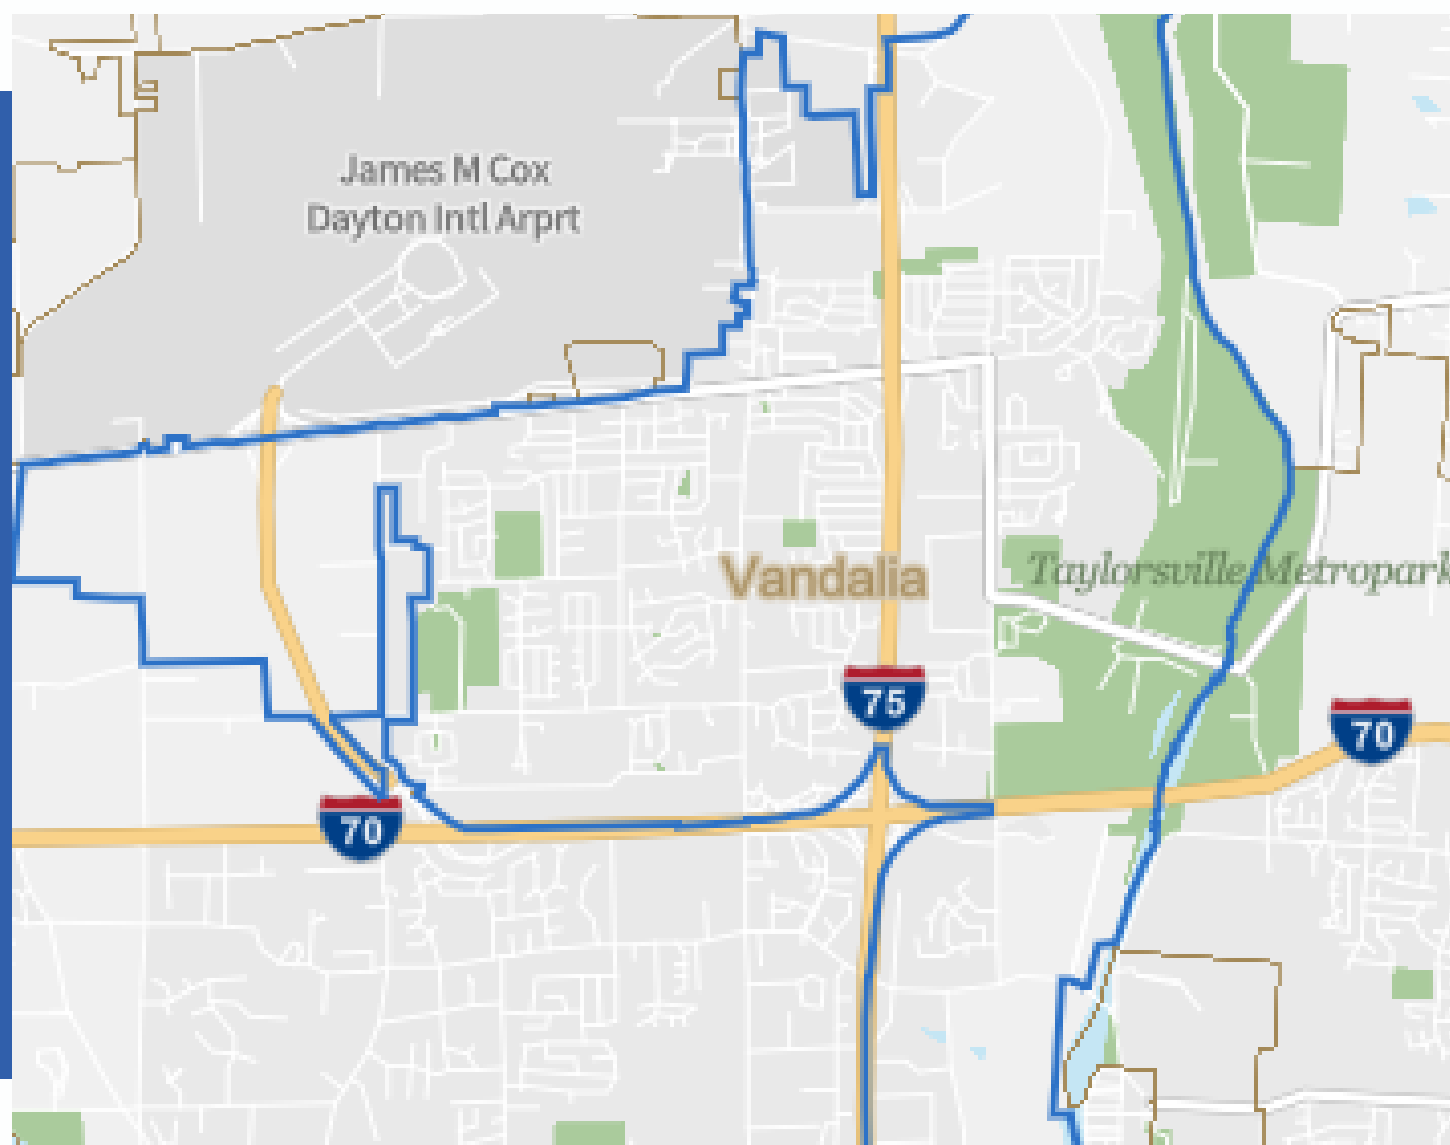 James M Cox
Dayton Intl Arprt
Vandalia
Taylorsville Metropark
75
70
70